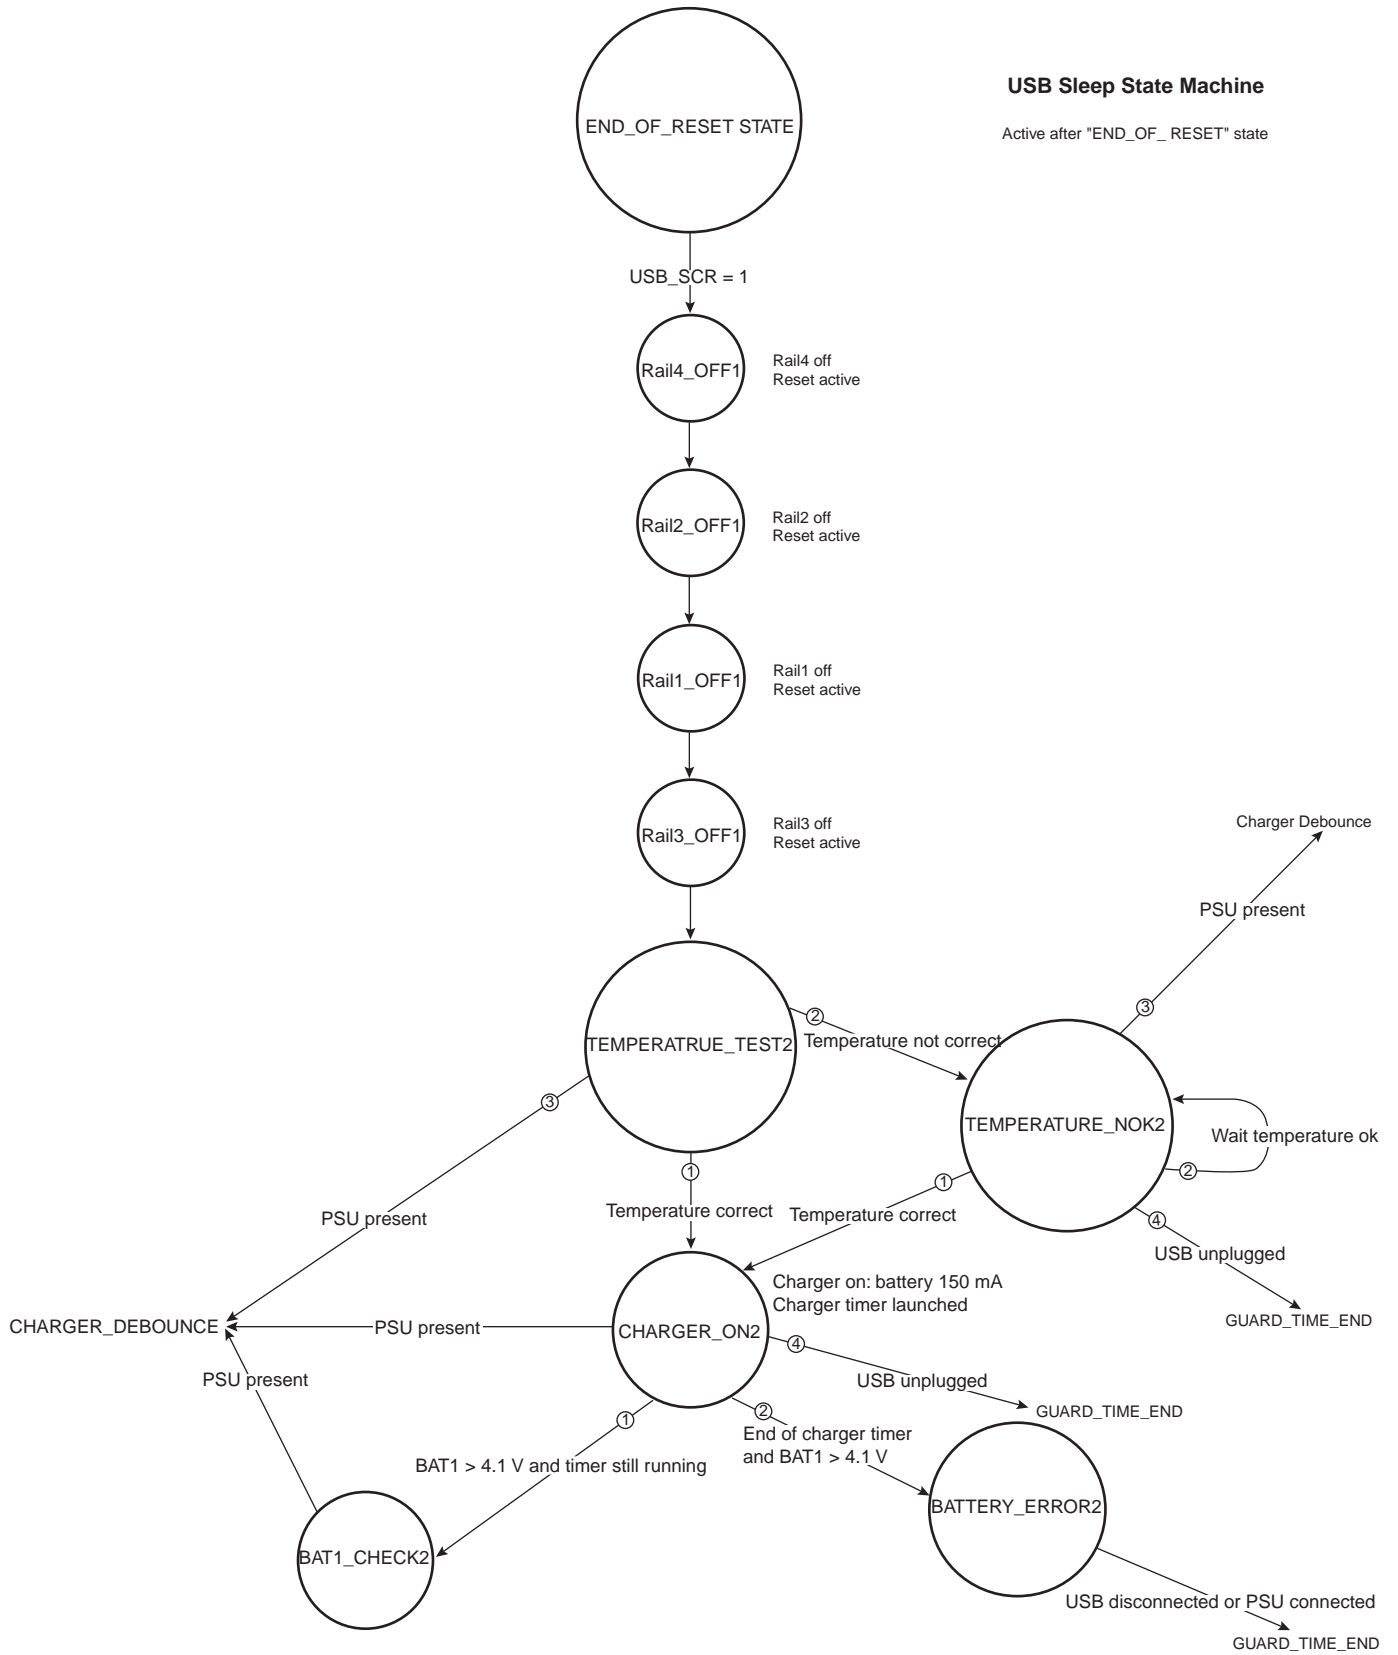 USB Sleep State Machine
Active after "END_OF_ RESET" state
END_OF_RESET STATE
USB_SCR = 1
Rail4_OFF1
Rail4 off
Reset active
Rail2_OFF1
Rail2 off
Reset active
Rail1_OFF1
Rail1 off
Reset active
Rail3_OFF1
Rail3 off
Reset active
Charger Debounce
PSU present
3
TEMPERATRUE_TEST2
2
Temperature not correct
3
TEMPERATURE_NOK2
Wait temperature ok
2
1
1
4
PSU present
Temperature correct
Temperature correct
USB unplugged
Charger on: battery 150 mA
Charger timer launched
GUARD_TIME_END
CHARGER_DEBOUNCE
PSU present
CHARGER_ON2
4
PSU present
USB unplugged
GUARD_TIME_END
1
2
End of charger timer
and BAT1 > 4.1 V
BAT1 > 4.1 V and timer still running
BATTERY_ERROR2
BAT1_CHECK2
USB disconnected or PSU connected
GUARD_TIME_END